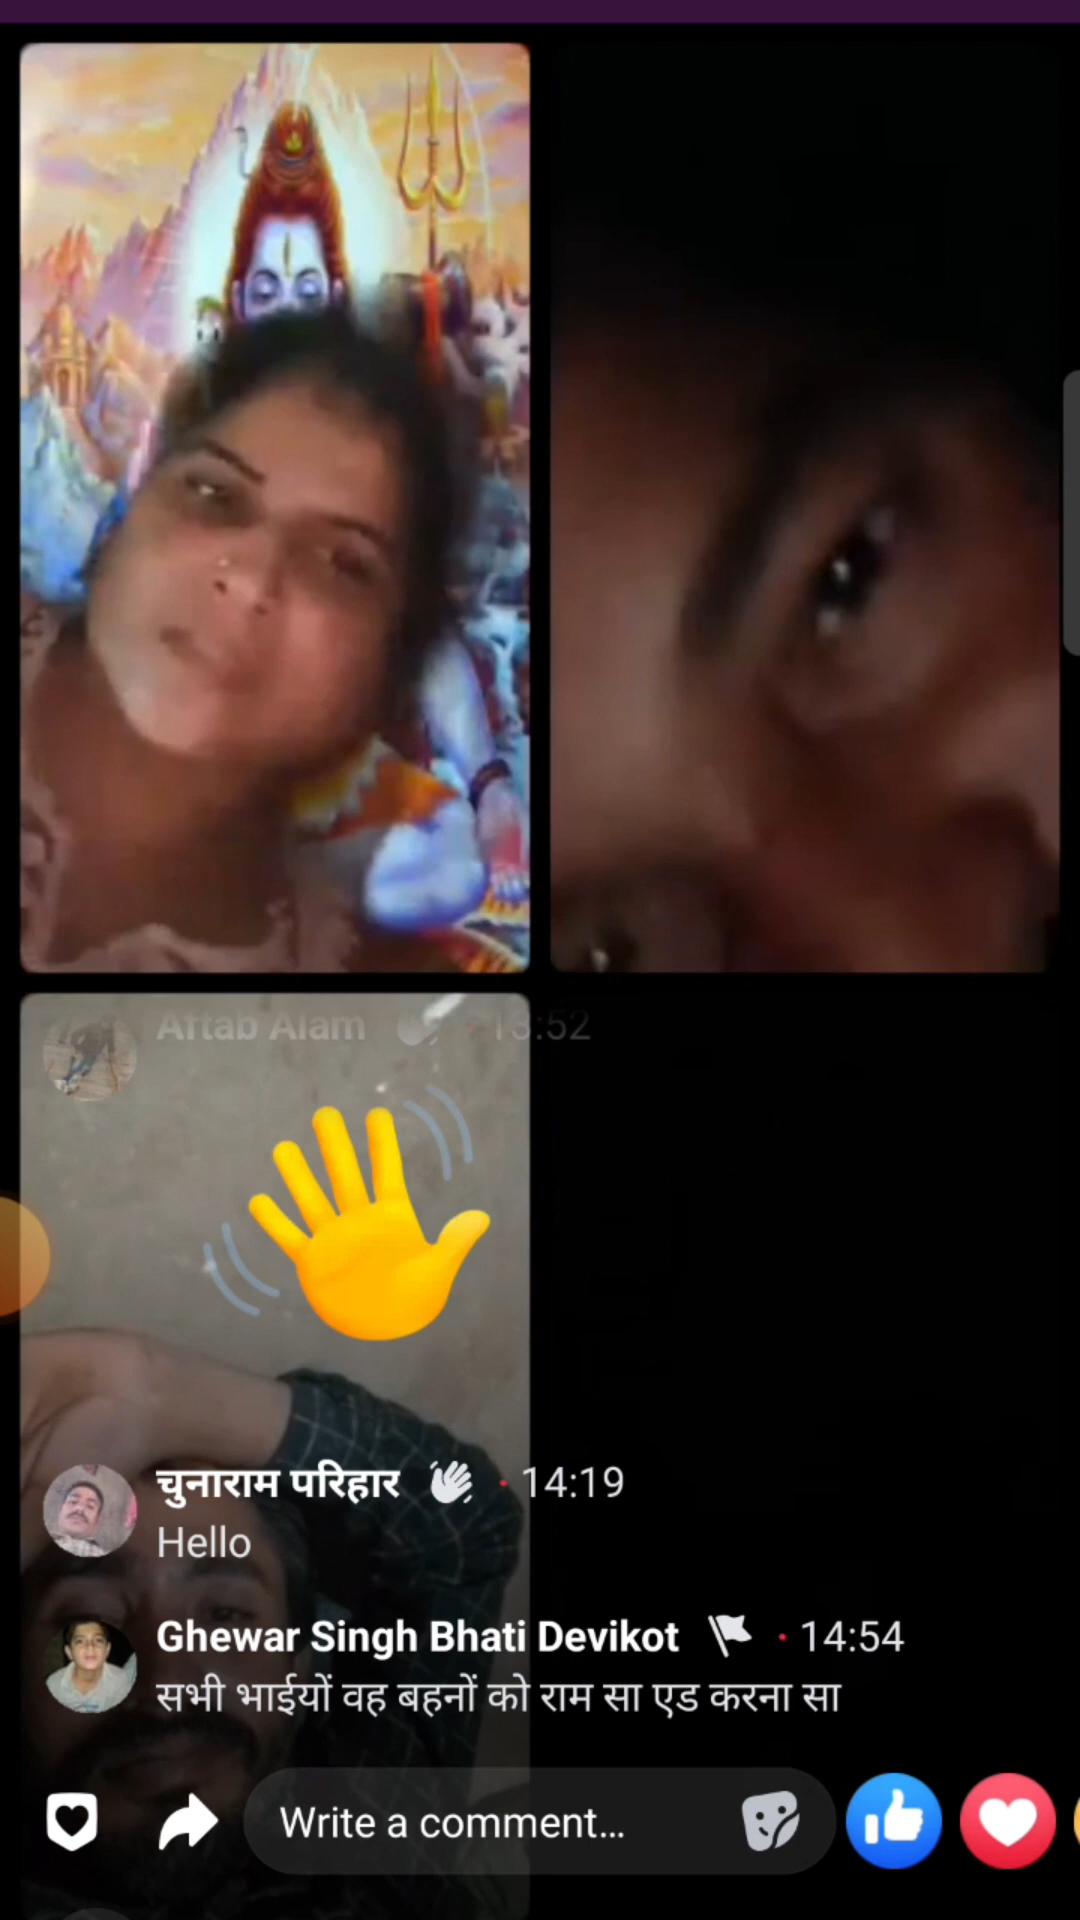 Aftab Alam 13:52
चुनाराम परिहार · 14:19
Hello
Ghewar Singh Bhati Devikot · 14:54
सभी भाईयों वह बहनों को राम सा एड करना सा
Write a comment...